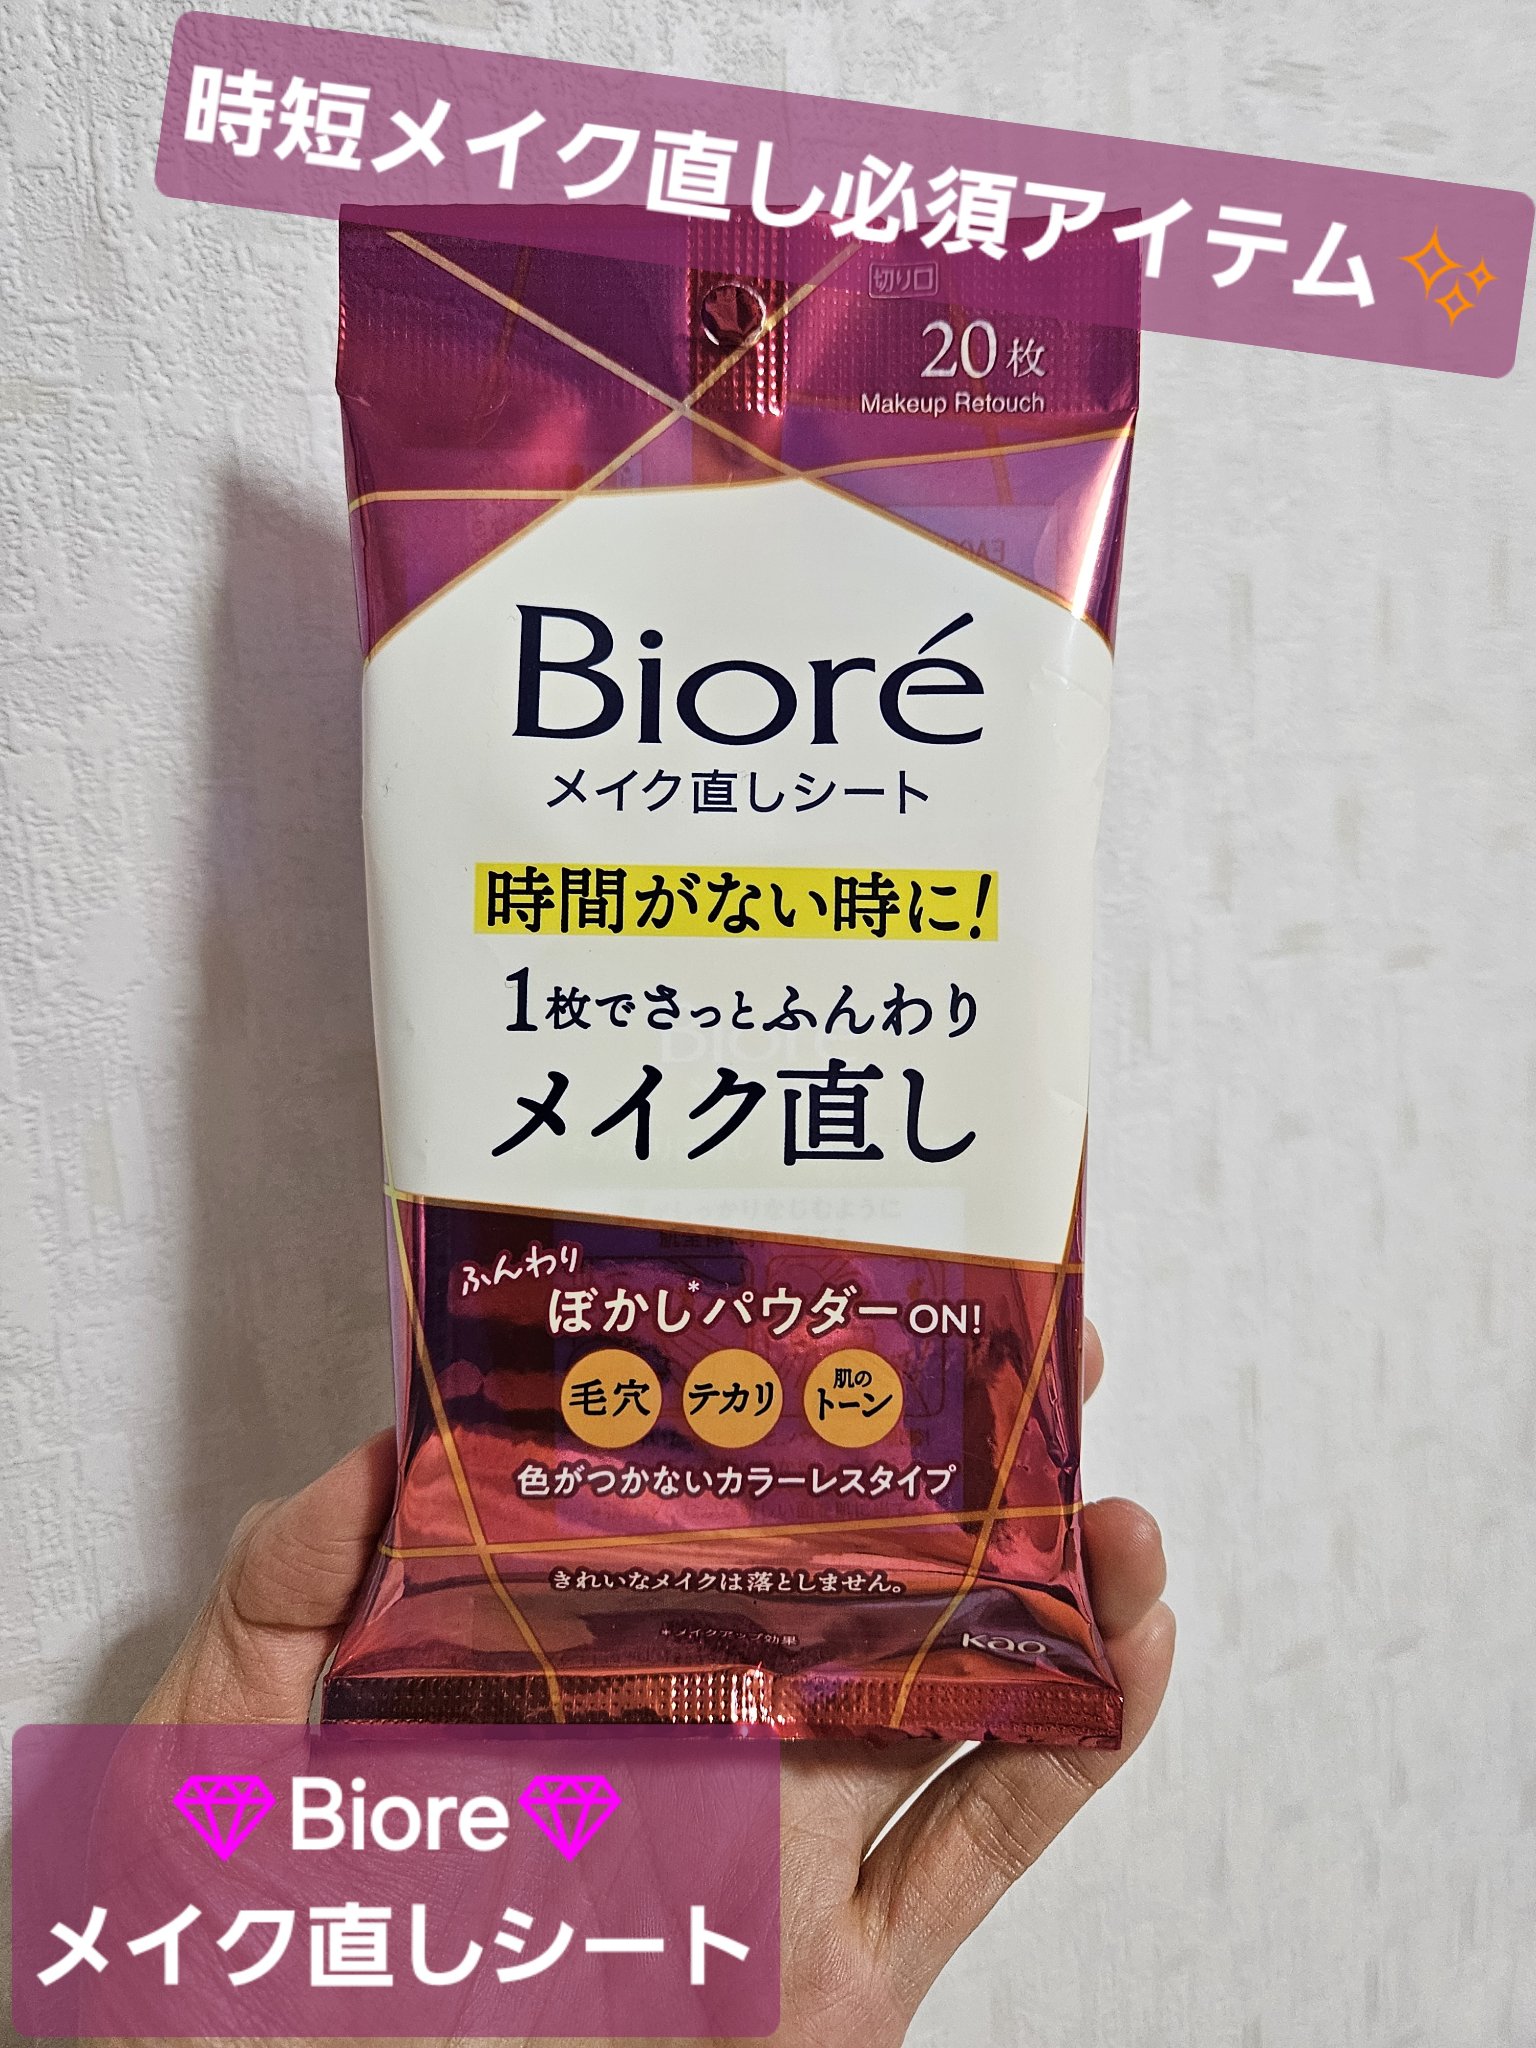 時短メイク直し必須アイテム✨
切り口
20枚
Makeup Retouch
Bioré
メイク直しシート
時間がない時に!
1枚でさっとふんわり
メイク直し
ふんわり
ぼかし*パウダーON!
毛穴 テカリ 肌のトーン
色がつかないカラーレスタイプ
きれいなメイクは落としません。
*メイクアップ効果
Kao
💎Biore💎
メイク直しシート